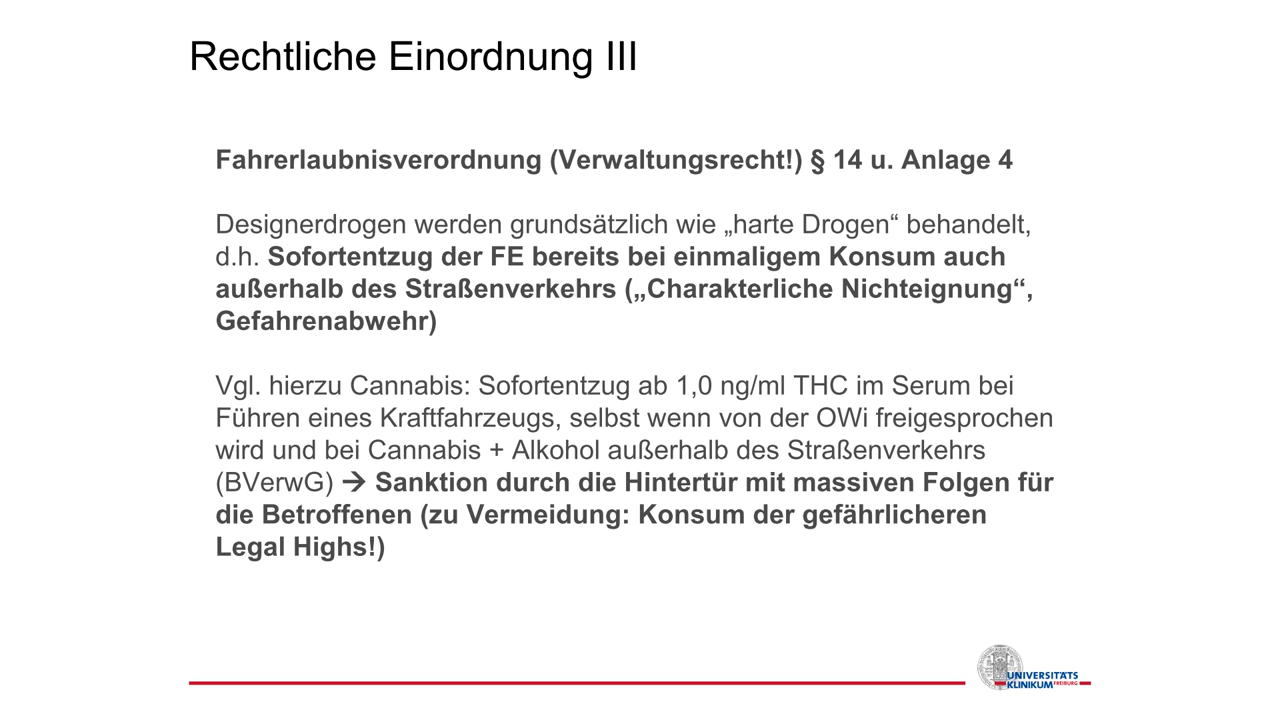 Rechtliche Einordnung III
Fahrerlaubnisverordnung (Verwaltungsrecht!) § 14 u. Anlage 4
Designerdrogen werden grundsätzlich wie „harte Drogen“ behandelt,
d.h. Sofortentzug der FE bereits bei einmaligem Konsum auch
außerhalb des Straßenverkehrs („Charakterliche Nichteignung“,
Gefahrenabwehr)
Vgl. hierzu Cannabis: Sofortentzug ab 1,0 ng/ml THC im Serum bei
Führen eines Kraftfahrzeugs, selbst wenn von der OWi freigesprochen
wird und bei Cannabis + Alkohol außerhalb des Straßenverkehrs
(BVerwG) → Sanktion durch die Hintertür mit massiven Folgen für
die Betroffenen (zu Vermeidung: Konsum der gefährlicheren
Legal Highs!)
UNIVERSITÄTS
KLINIKUM FREIBURG